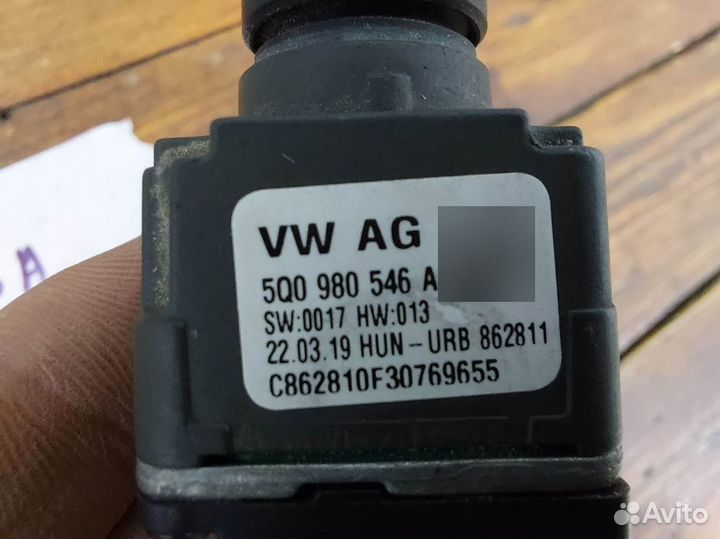 VW AG
5Q0 980 546 A
SW:0017 HW:013
22.03.19 HUN-URB 862811
C862810F30769655
Avito